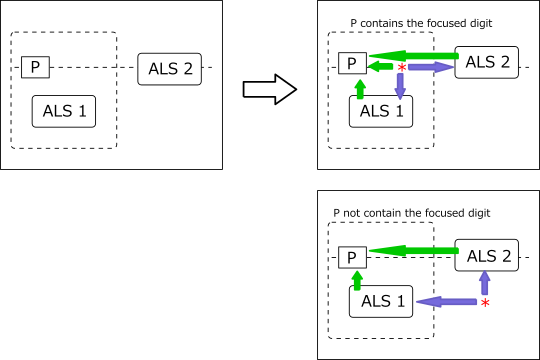 P
ALS 2
ALS 1
P contains the focused digit
P
*
ALS 2
ALS 1
P not contain the focused digit
P
ALS 2
ALS 1
*